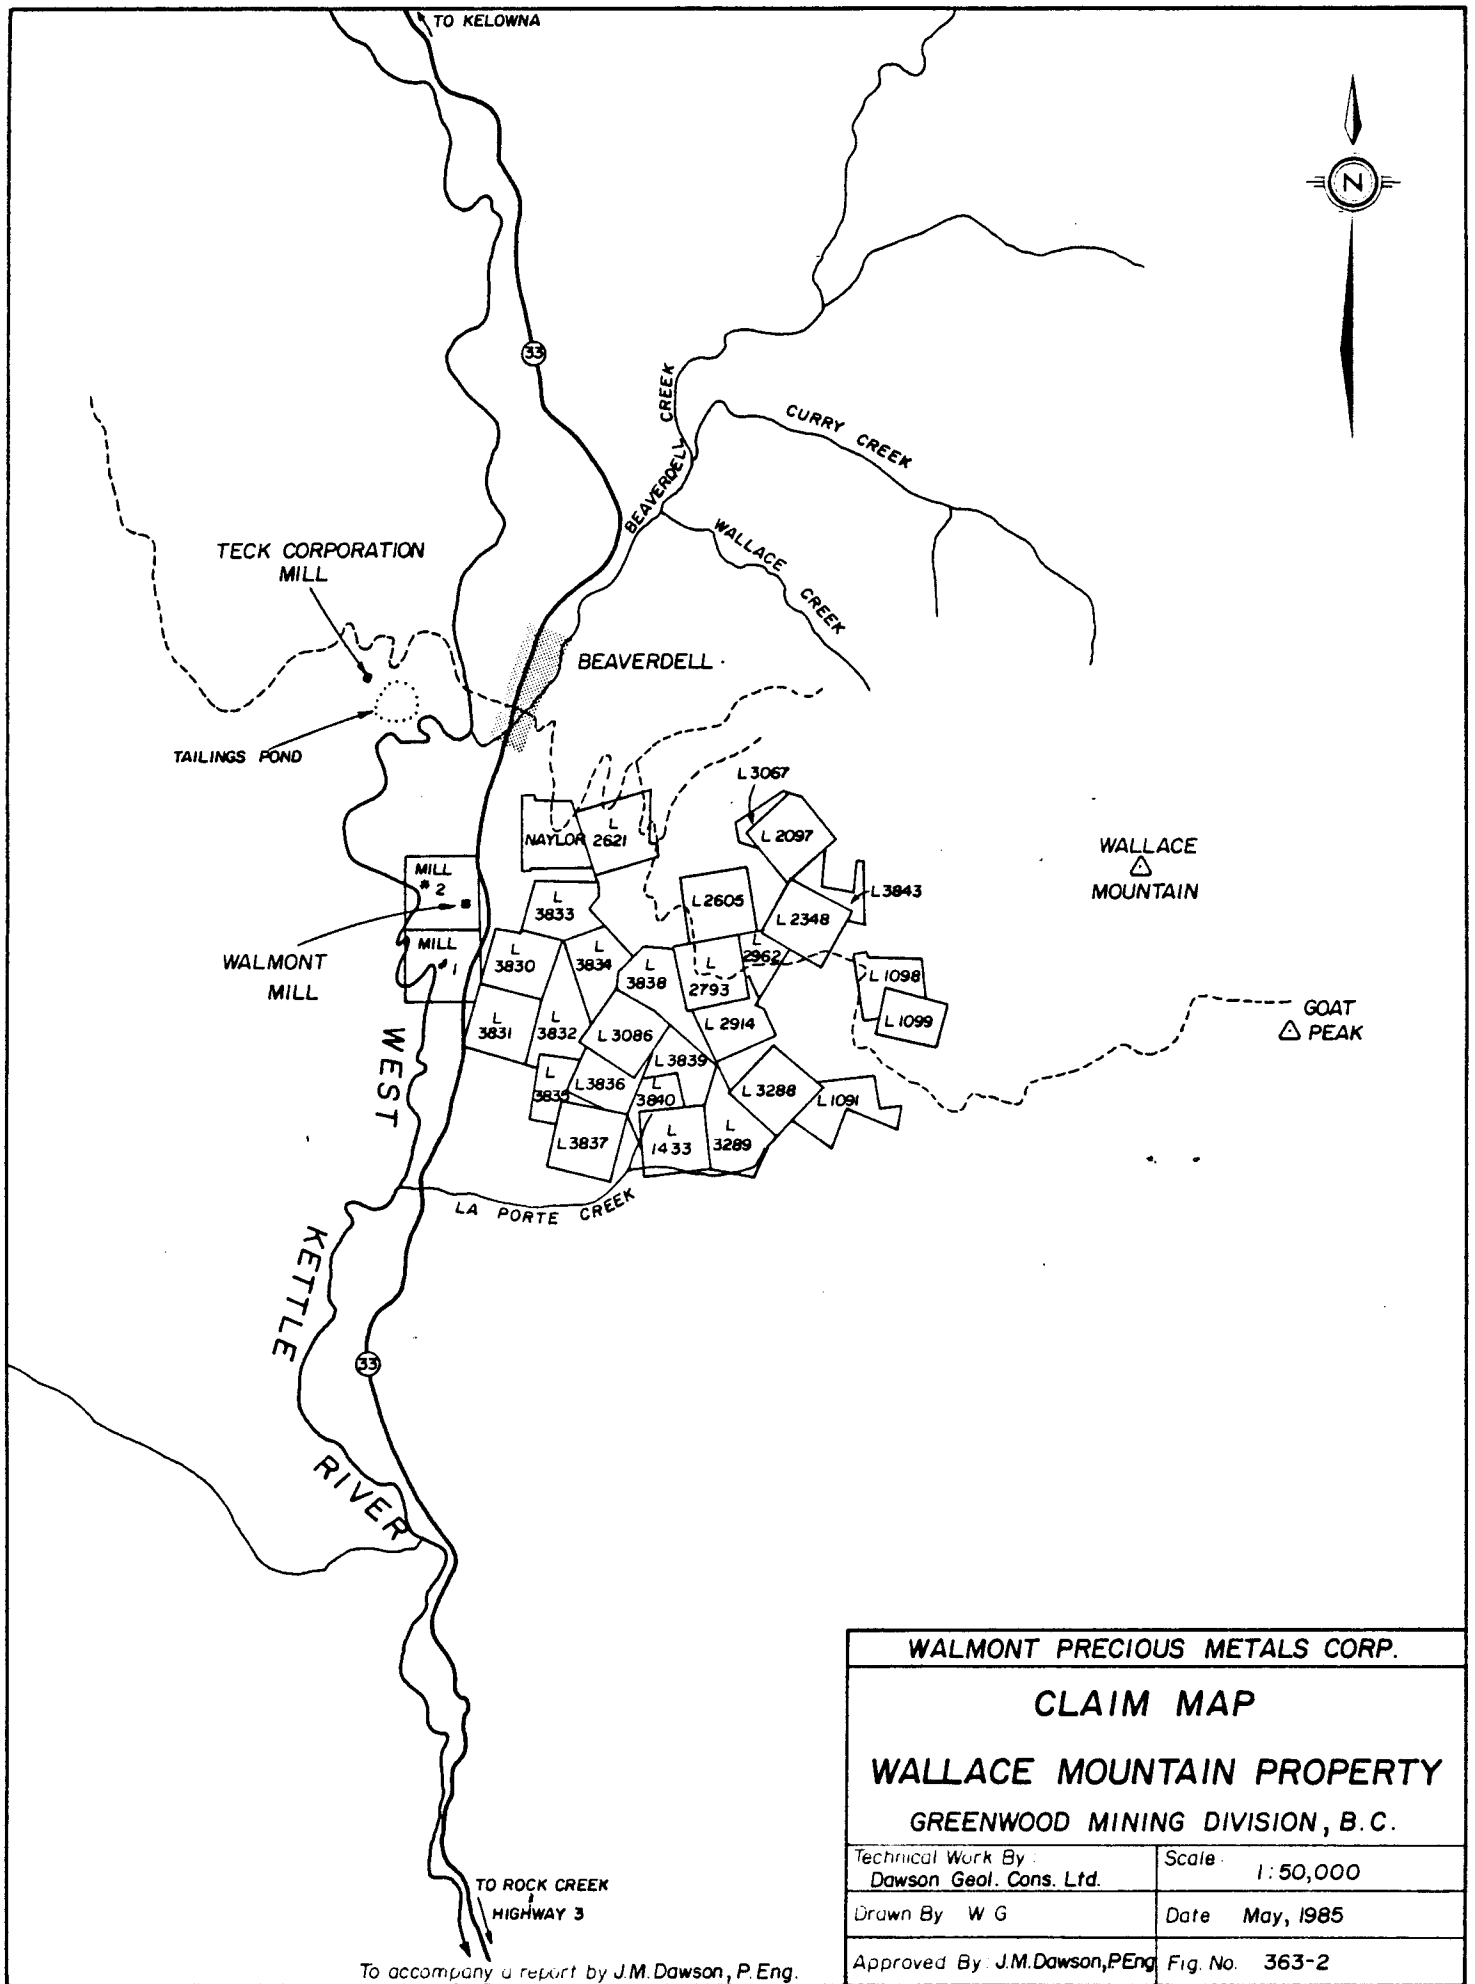 TO KELOWNA
N
33
CREEK
BEAVERDELL
CURRY CREEK
WALLACE CREEK
TECK CORPORATION
MILL
BEAVERDELL
TAILINGS POND
L 3067
L 2097
NAYLOR
L
2621
WALLACE
MOUNTAIN
MILL
# 2
L
3833
L 2605
L 3843
L 2348
MILL
# 1
WALMONT
MILL
L
3830
L
3834
L
3838
L
2793
L
2962
L 1098
L 1099
GOAT
PEAK
L
3831
L
3832
L 3086
L 2914
L 3839
L
3835
L 3836
L
3840
L 3288
L 1091
L 3837
L
1433
L
3289
LA PORTE CREEK
WEST
KETTLE
RIVER
33
TO ROCK CREEK
HIGHWAY 3
To accompany a report by J.M. Dawson, P. Eng.
WALMONT PRECIOUS METALS CORP.
CLAIM MAP
WALLACE MOUNTAIN PROPERTY
GREENWOOD MINING DIVISION, B.C.
Technical Work By :
Dawson Geol. Cons. Ltd.
Scale
1 : 50,000
Drawn By W G
Date May, 1985
Approved By : J.M.Dawson,PEng
Fig. No. 363-2